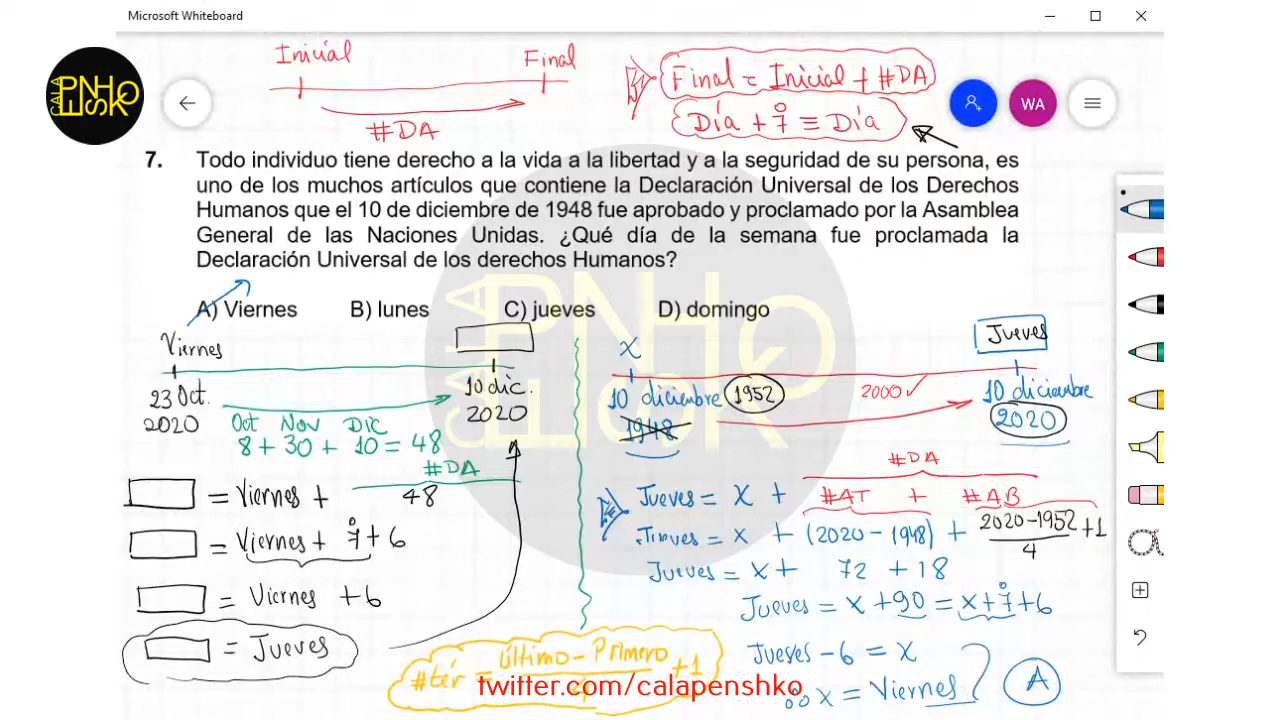 Microsoft Whiteboard
CALA
PNHO
ESK
WA
Inicial
Final
#DA
Final = Inicial + #DA
Día + 7̊ ≡ Día
7. Todo individuo tiene derecho a la vida a la libertad y a la seguridad de su persona, es
uno de los muchos artículos que contiene la Declaración Universal de los Derechos
Humanos que el 10 de diciembre de 1948 fue aprobado y proclamado por la Asamblea
General de las Naciones Unidas. ¿Qué día de la semana fue proclamada la
Declaración Universal de los derechos Humanos?
A) Viernes B) lunes C) jueves D) domingo
Viernes
23 Oct.
2020
10 dic.
2020
Oct Nov Dic
8 + 30 + 10 = 48
#DA
= Viernes + 48
= Viernes + 7̊ + 6
= Viernes + 6
= Jueves
#tér = Último - Primero + 1
x
Jueves
10 diciembre 1952
1948
2000 ✓
10 diciembre
2020
#DA
Jueves = x + #AT + #AB
Jueves = x + (2020 - 1948) + 2020-1952/4 + 1
Jueves = x + 72 + 18
Jueves = x + 90 = x + 7̊ + 6
Jueves - 6 = x
∴ x = Viernes
A
twitter.com/calapenshko